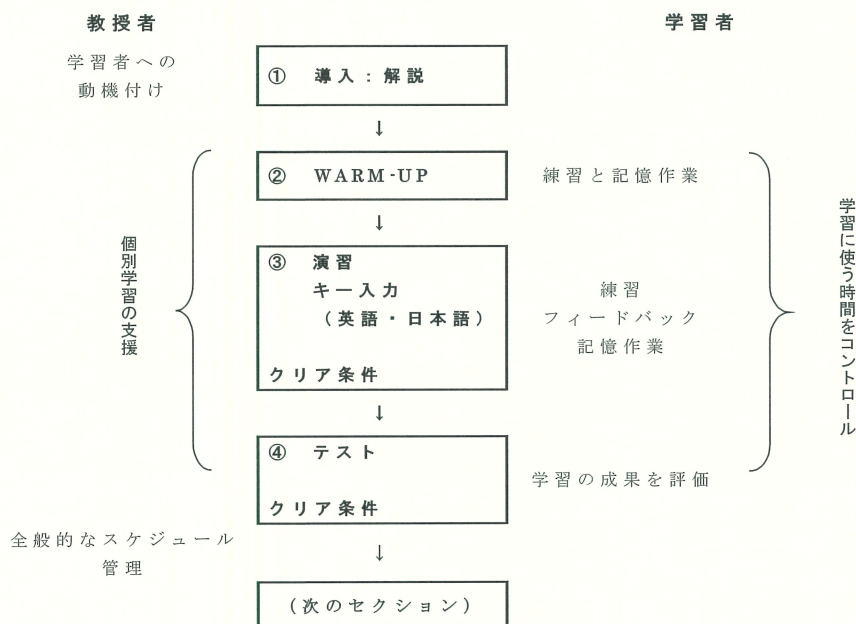 教授者
学習者
学習者への
動機付け
① 導入：解説
↓
② WARM-UP
練習と記憶作業
↓
個別学習の支援
③ 演習
キー入力
（英語・日本語）
クリア条件
練習
フィードバック
記憶作業
学習に使う時間をコントロール
↓
④ テスト
クリア条件
学習の成果を評価
全般的なスケジュール
管理
↓
（次のセクション）